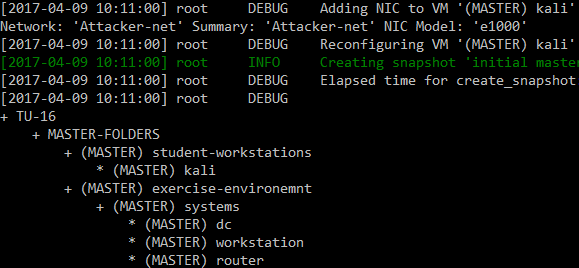 [2017-04-09 10:11:00] root DEBUG Adding NIC to VM '(MASTER) kali'
Network: 'Attacker-net' Summary: 'Attacker-net' NIC Model: 'e1000'
[2017-04-09 10:11:00] root DEBUG Reconfiguring VM '(MASTER) kali'
[2017-04-09 10:11:00] root INFO Creating snapshot 'initial master
[2017-04-09 10:11:00] root DEBUG Elapsed time for create_snapshot
[2017-04-09 10:11:00] root DEBUG
+ TU-16
+ MASTER-FOLDERS
+ (MASTER) student-workstations
* (MASTER) kali
+ (MASTER) exercise-environemnt
+ (MASTER) systems
* (MASTER) dc
* (MASTER) workstation
* (MASTER) router